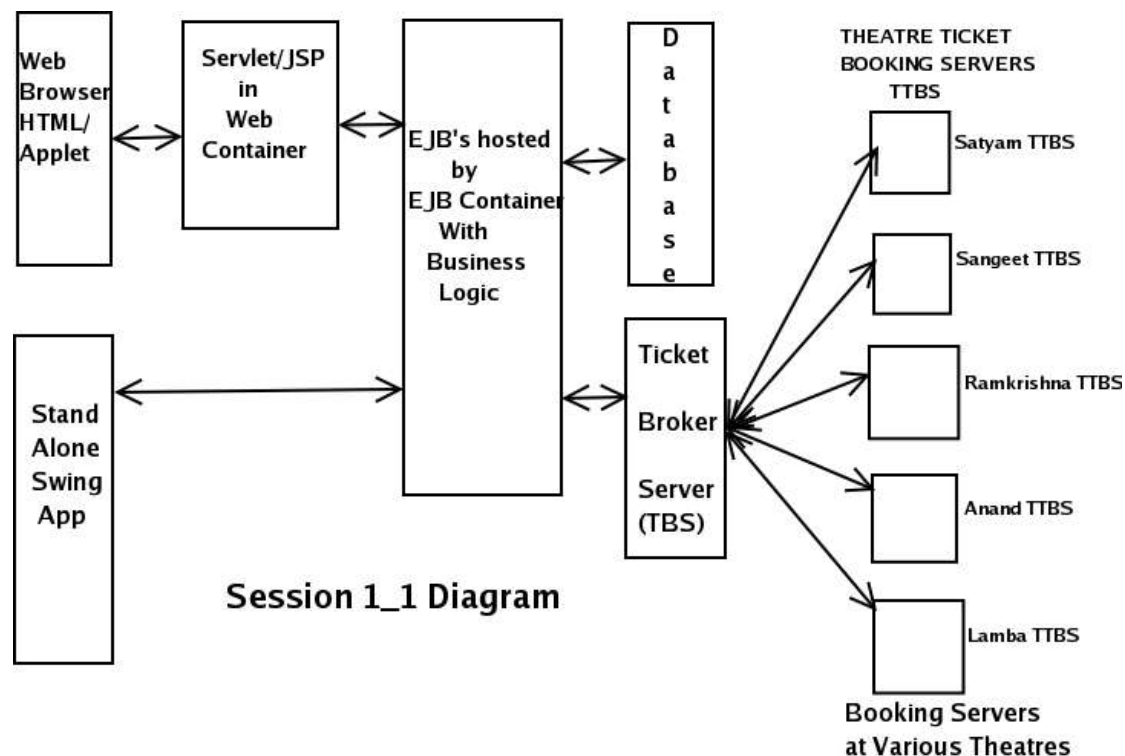 Web
Browser
HTML/
Applet
Servlet/JSP
in
Web
Container
EJB's hosted
by
EJB Container
With
Business
Logic
D
a
t
a
b
a
s
e
THEATRE TICKET
BOOKING SERVERS
TTBS
Satyam TTBS
Sangeet TTBS
Ramkrishna TTBS
Anand TTBS
Lamba TTBS
Booking Servers
at Various Theatres
Stand
Alone
Swing
App
Ticket
Broker
Server
(TBS)
Session 1_1 Diagram